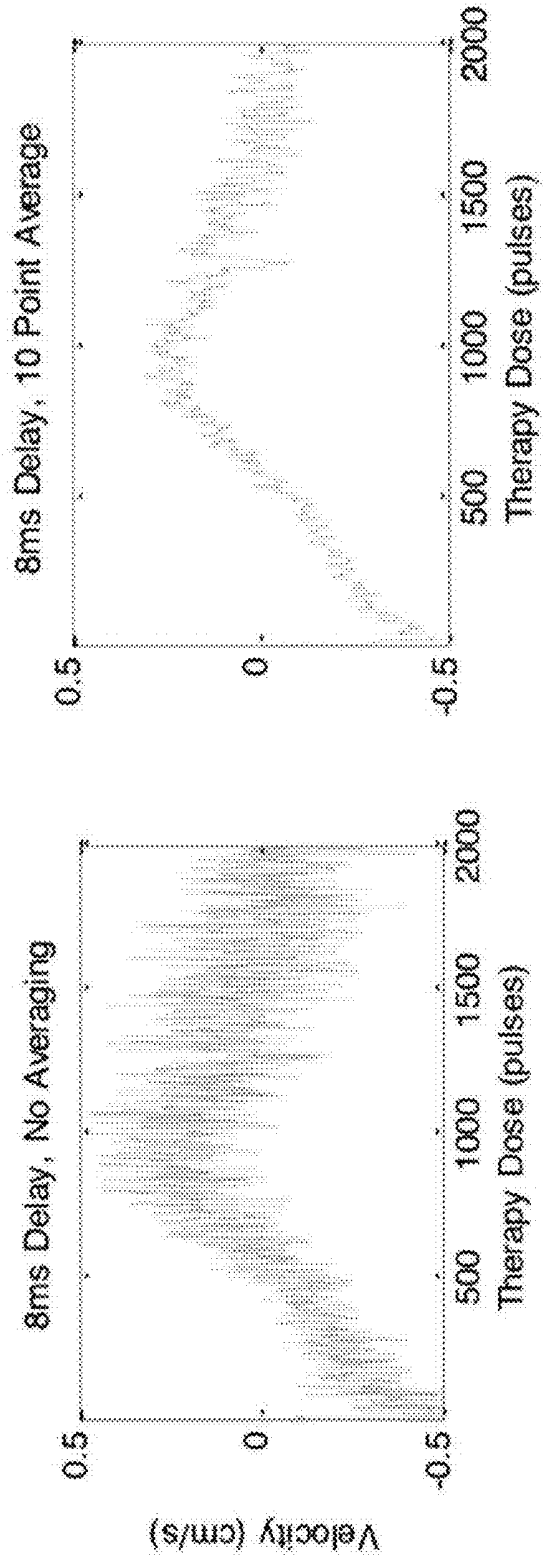 8ms Delay, No Averaging
Velocity (cm/s)
0.5
0
-0.5
500
1000
1500
2000
Therapy Dose (pulses)
8ms Delay, 10 Point Average
0.5
0
-0.5
500
1000
1500
2000
Therapy Dose (pulses)